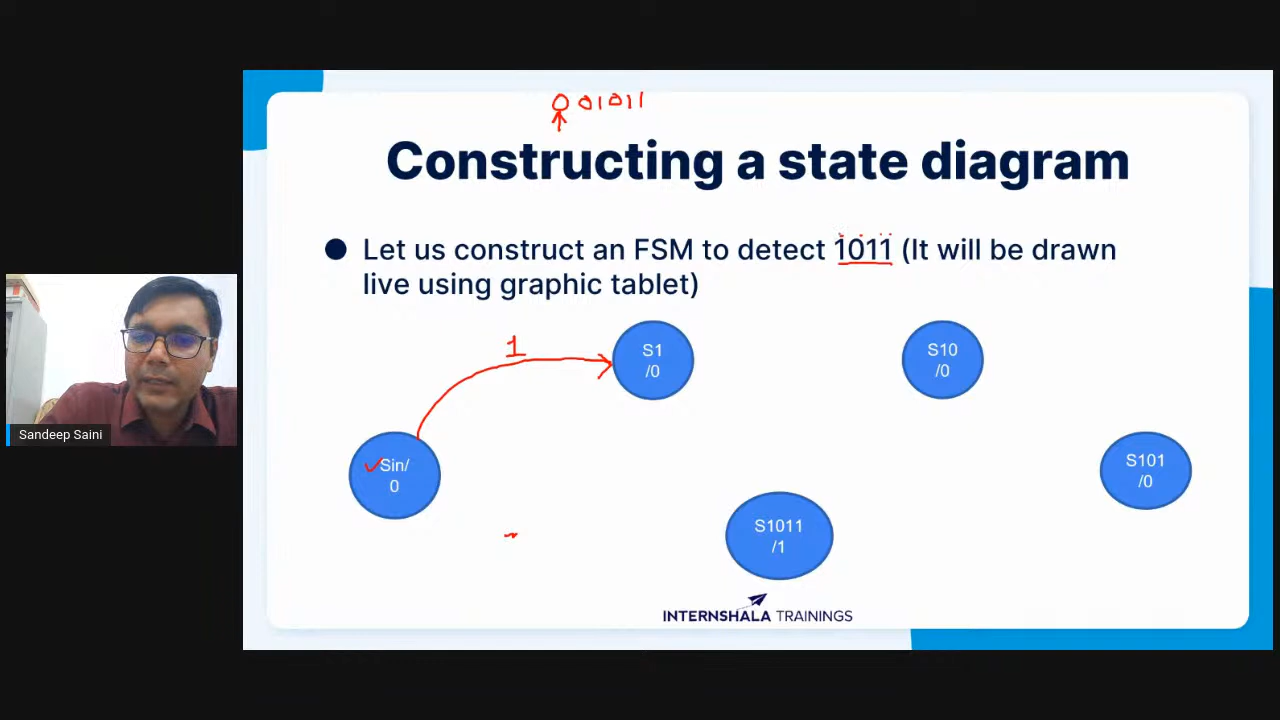 001011
Constructing a state diagram
● Let us construct an FSM to detect 1011 (It will be drawn
live using graphic tablet)
1
S1
/0
S10
/0
Sin/
0
S101
/0
S1011
/1
Sandeep Saini
INTERNSHALA TRAININGS